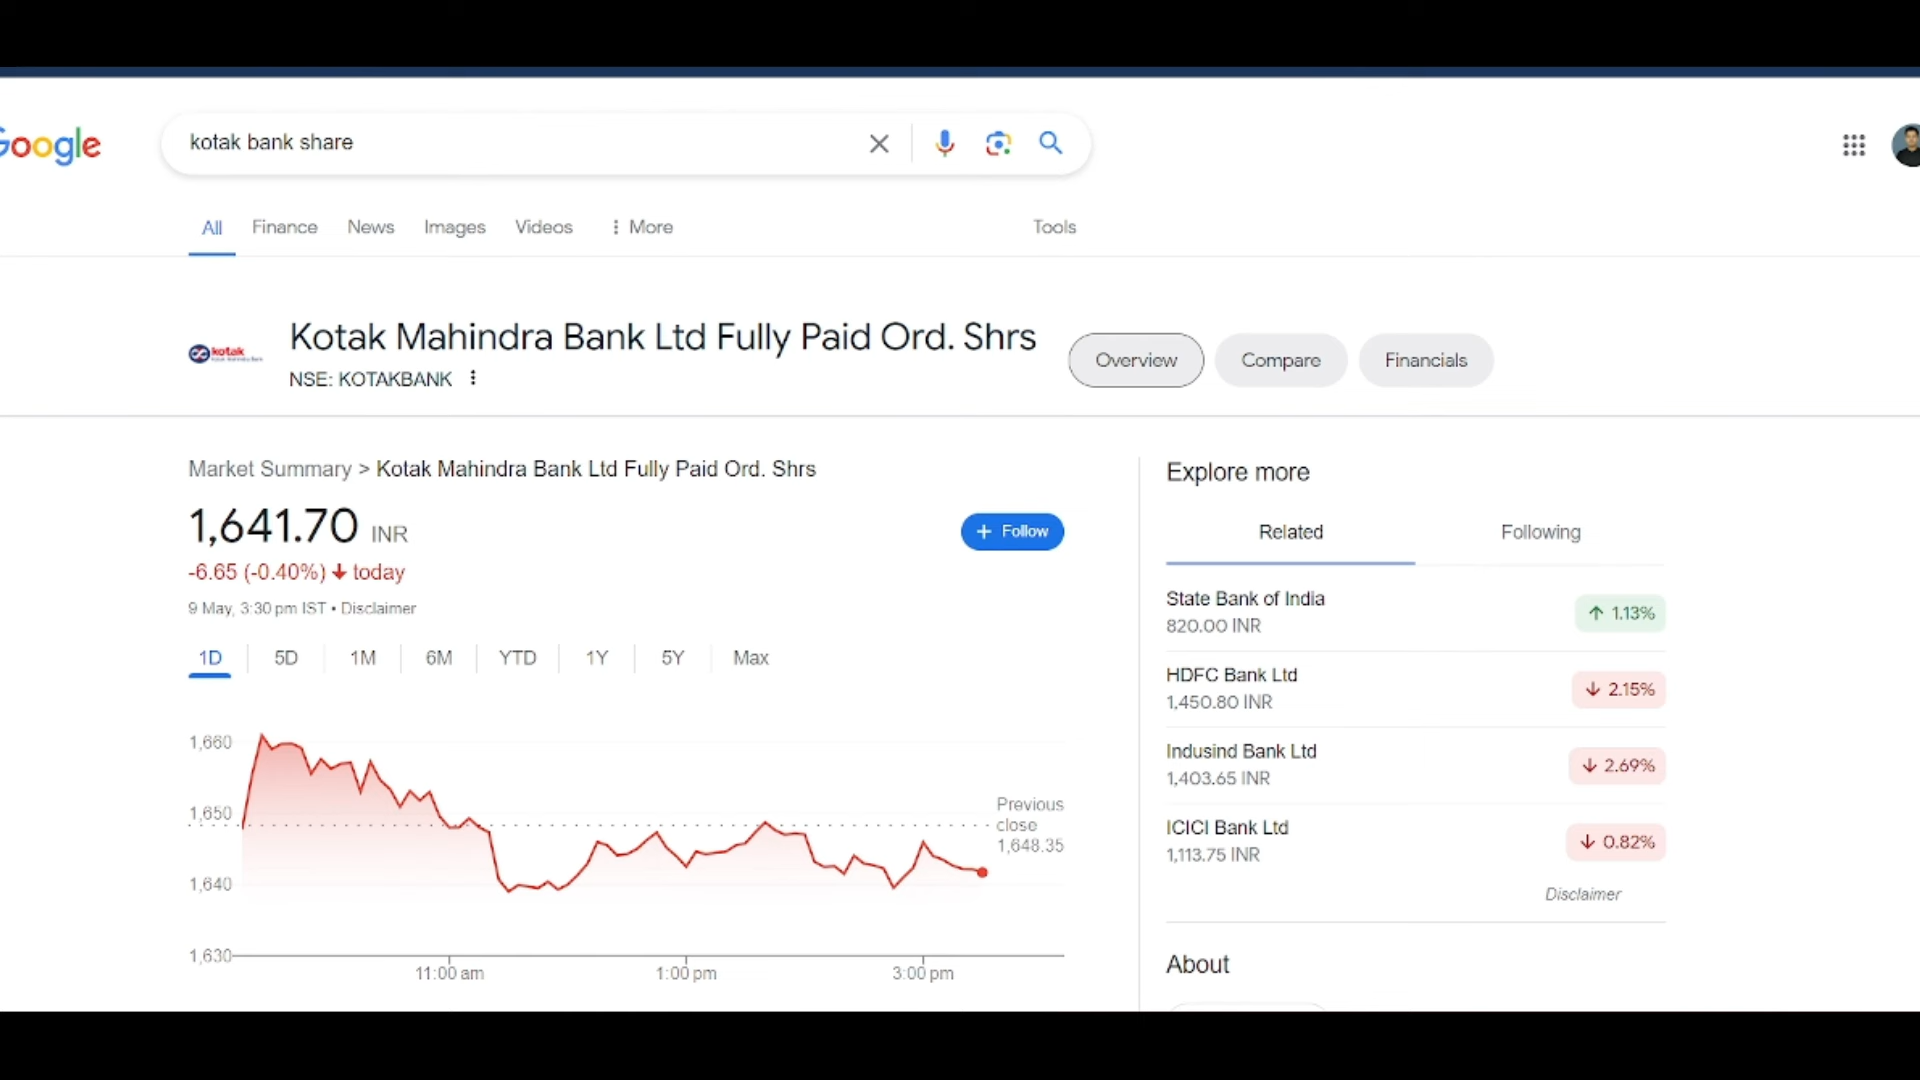 Google
kotak bank share
All Finance News Images Videos More Tools
kotak
Kotak Mahindra Bank Ltd Fully Paid Ord. Shrs
NSE: KOTAKBANK
Overview Compare Financials
Market Summary > Kotak Mahindra Bank Ltd Fully Paid Ord. Shrs
1,641.70 INR
+ Follow
-6.65 (-0.40%) ↓ today
9 May, 3:30 pm IST • Disclaimer
1D 5D 1M 6M YTD 1Y 5Y Max
1,660
1,650
1,640
1,630
Previous
close
1,648.35
11:00 am 1:00 pm 3:00 pm
Explore more
Related Following
State Bank of India
820.00 INR
↑ 1.13%
HDFC Bank Ltd
1,450.80 INR
↓ 2.15%
Indusind Bank Ltd
1,403.65 INR
↓ 2.69%
ICICI Bank Ltd
1,113.75 INR
↓ 0.82%
Disclaimer
About